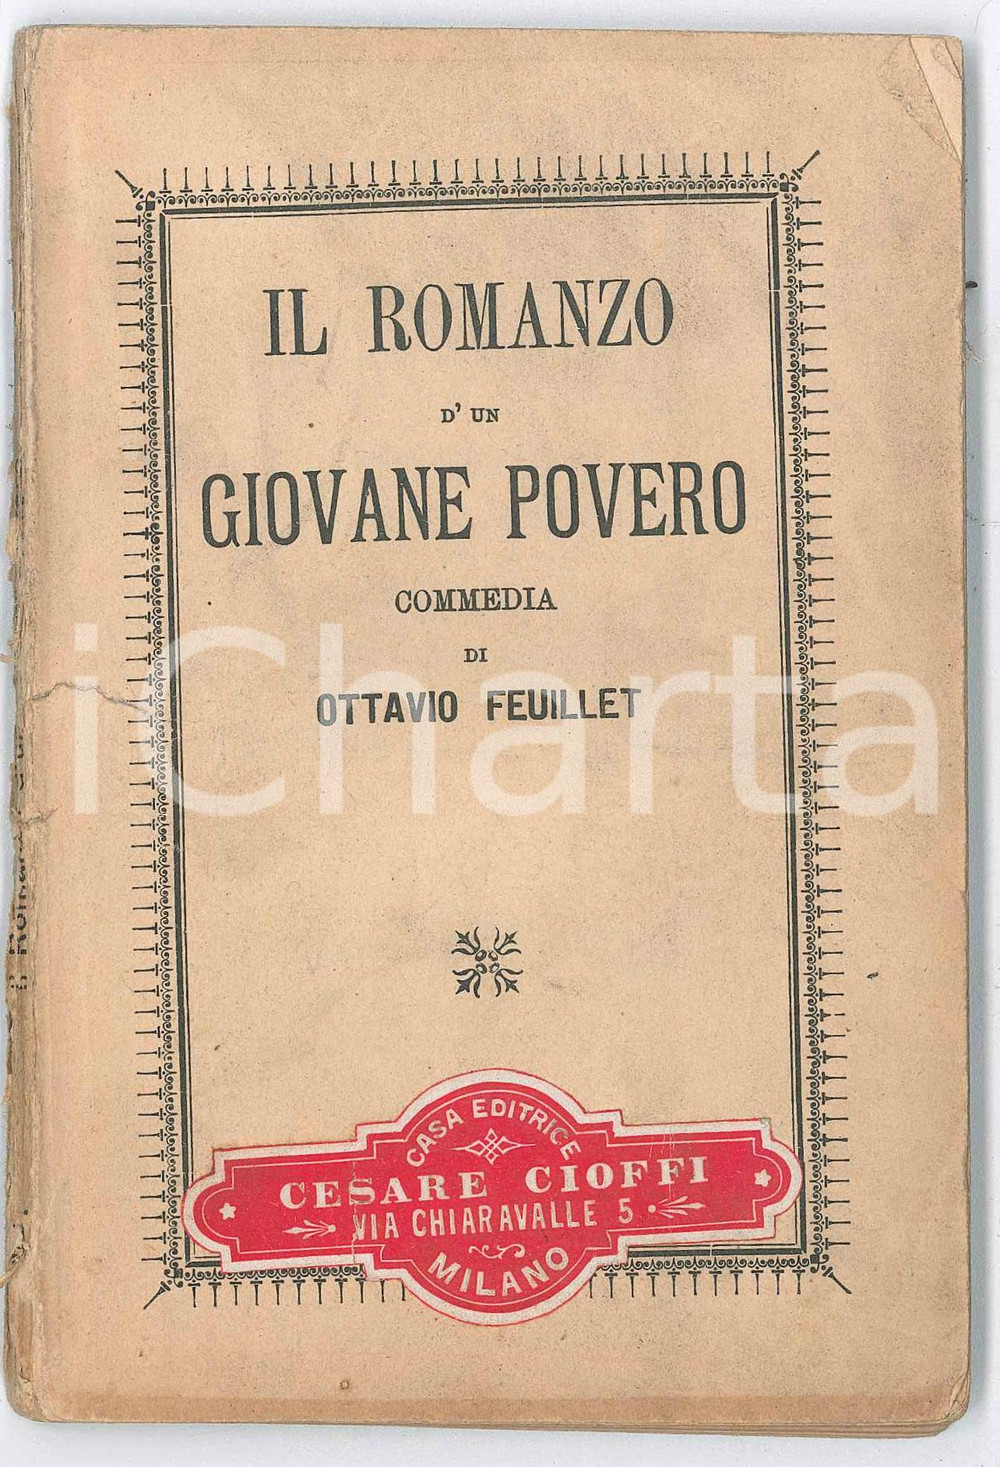 IL ROMANZO
D' UN
GIOVANE POVERO
COMMEDIA
DI
OTTAVIO FEUILLET
iCharta
CASA EDITRICE
CESARE CIOFFI
VIA CHIARAVALLE 5.
MILANO